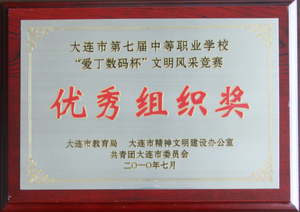 大连市第七届中等职业学校
“爱丁数码杯”文明风采竞赛
优秀组织奖
大连市教育局 大连市精神文明建设办公室
共青团大连市委员会
二○一○年七月